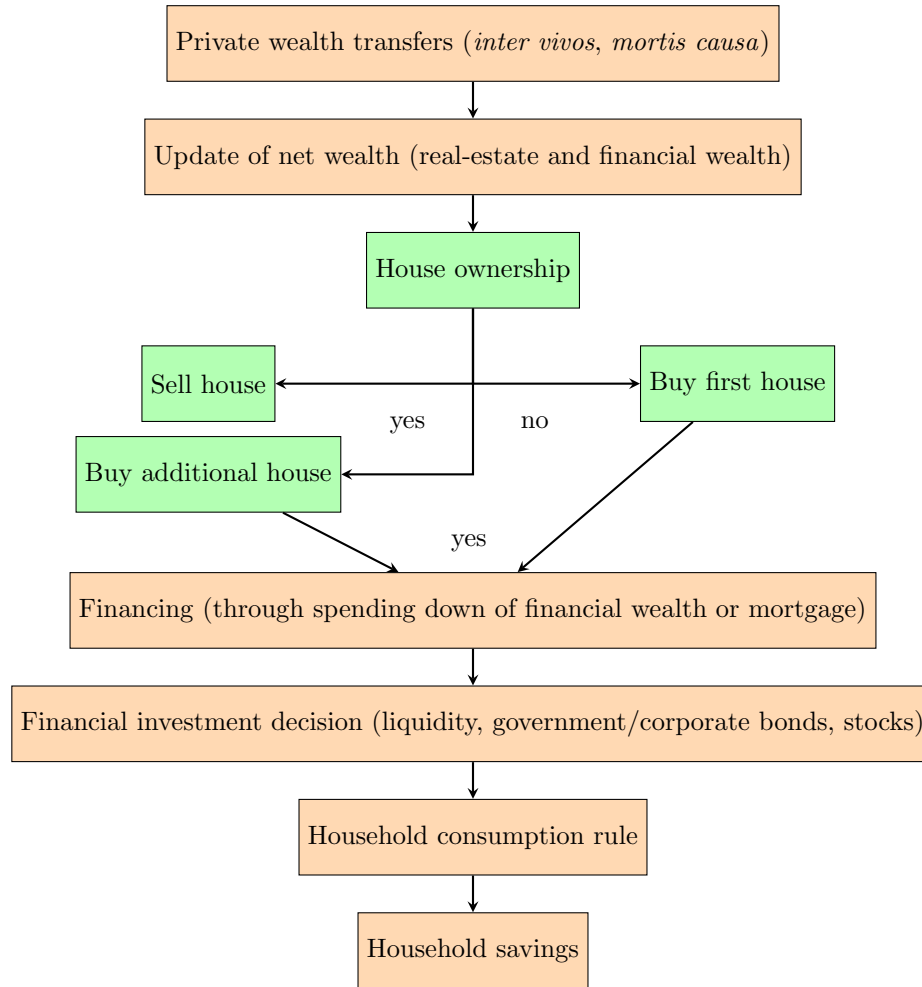 Private wealth transfers (inter vivos, mortis causa)
Update of net wealth (real-estate and financial wealth)
House ownership
Sell house
Buy first house
yes
no
Buy additional house
yes
Financing (through spending down of financial wealth or mortgage)
Financial investment decision (liquidity, government/corporate bonds, stocks)
Household consumption rule
Household savings